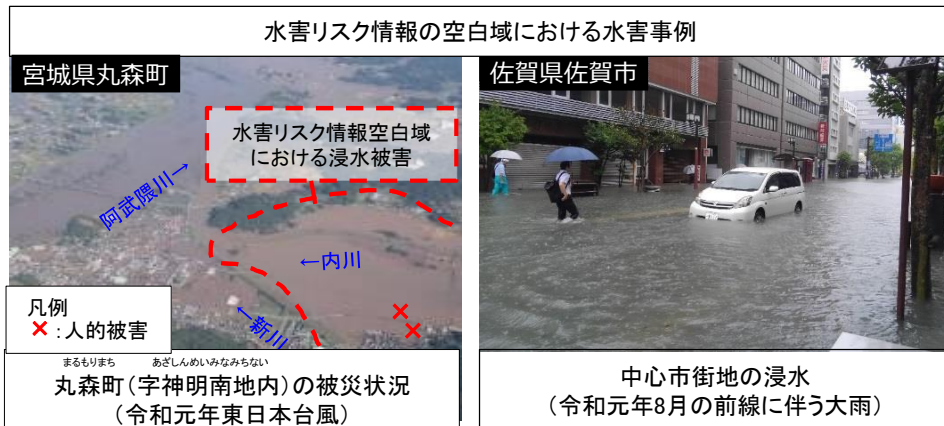 水害リスク情報の空白域における水害事例
宮城県丸森町
水害リスク情報空白域
における浸水被害
阿武隈川→
←内川
←新川
凡例
×:人的被害
まるもりまち あざしんめいみなみちない
丸森町(字神明南地内)の被災状況
(令和元年東日本台風)
佐賀県佐賀市
中心市街地の浸水
(令和元年8月の前線に伴う大雨)